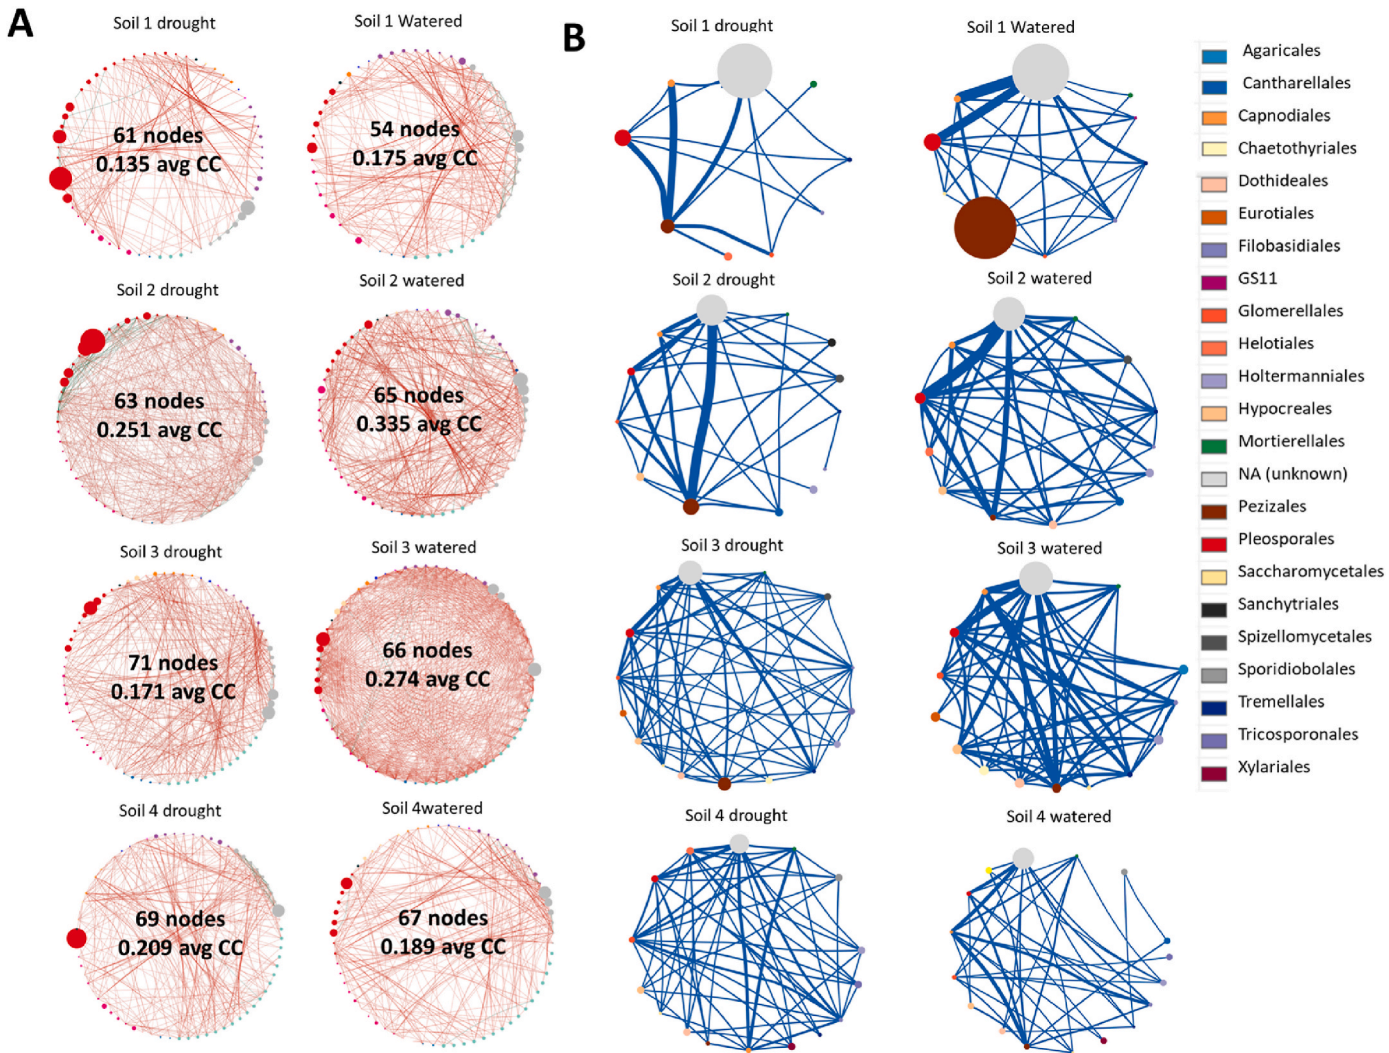 A
Soil 1 drought
Soil 1 Watered
61 nodes
0.135 avg CC
54 nodes
0.175 avg CC
Soil 2 drought
Soil 2 watered
63 nodes
0.251 avg CC
65 nodes
0.335 avg CC
Soil 3 drought
Soil 3 watered
71 nodes
0.171 avg CC
66 nodes
0.274 avg CC
Soil 4 drought
Soil 4watered
69 nodes
0.209 avg CC
67 nodes
0.189 avg CC
B
Soil 1 drought
Soil 1 Watered
Soil 2 drought
Soil 2 watered
Soil 3 drought
Soil 3 watered
Soil 4 drought
Soil 4 watered
Agaricales
Cantharellales
Capnodiales
Chaetothyriales
Dothideales
Eurotiales
Filobasidiales
GS11
Glomerellales
Helotiales
Holtermanniales
Hypocreales
Mortierellales
NA (unknown)
Pezizales
Pleosporales
Saccharomycetales
Sanchytriales
Spizellomycetales
Sporidiobolales
Tremellales
Tricosporonales
Xylariales